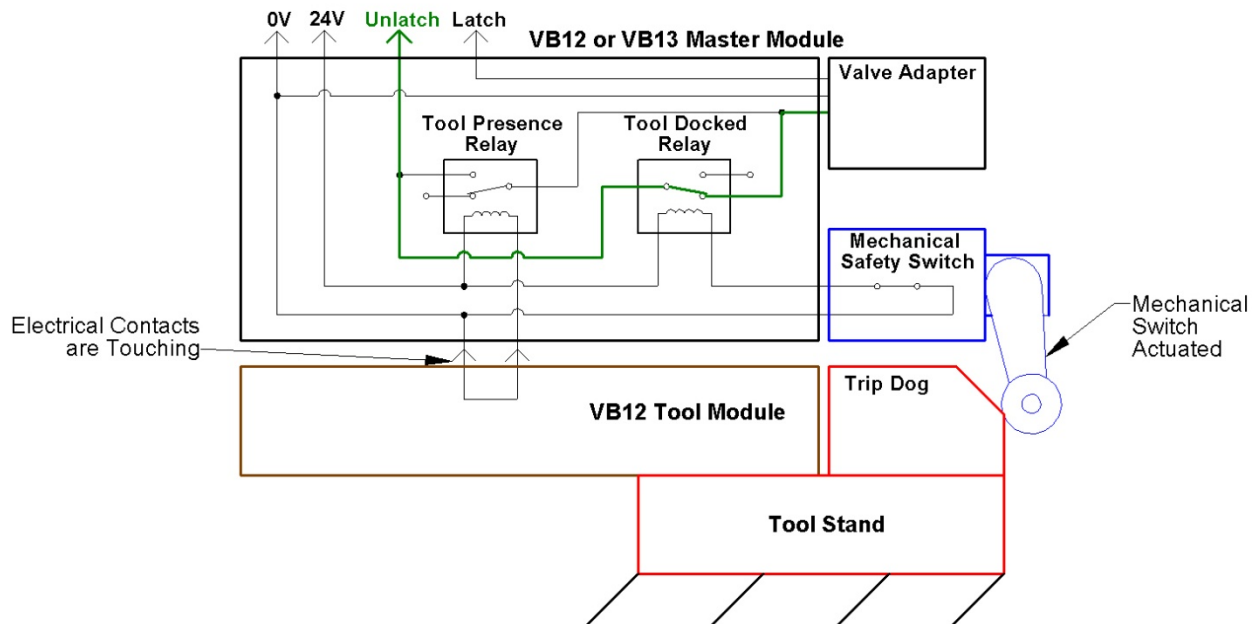 0V 24V Unlatch Latch
VB12 or VB13 Master Module
Valve Adapter
Tool Presence
Relay
Tool Docked
Relay
Mechanical
Safety Switch
Mechanical
Switch
Actuated
Electrical Contacts
are Touching
Trip Dog
VB12 Tool Module
Tool Stand